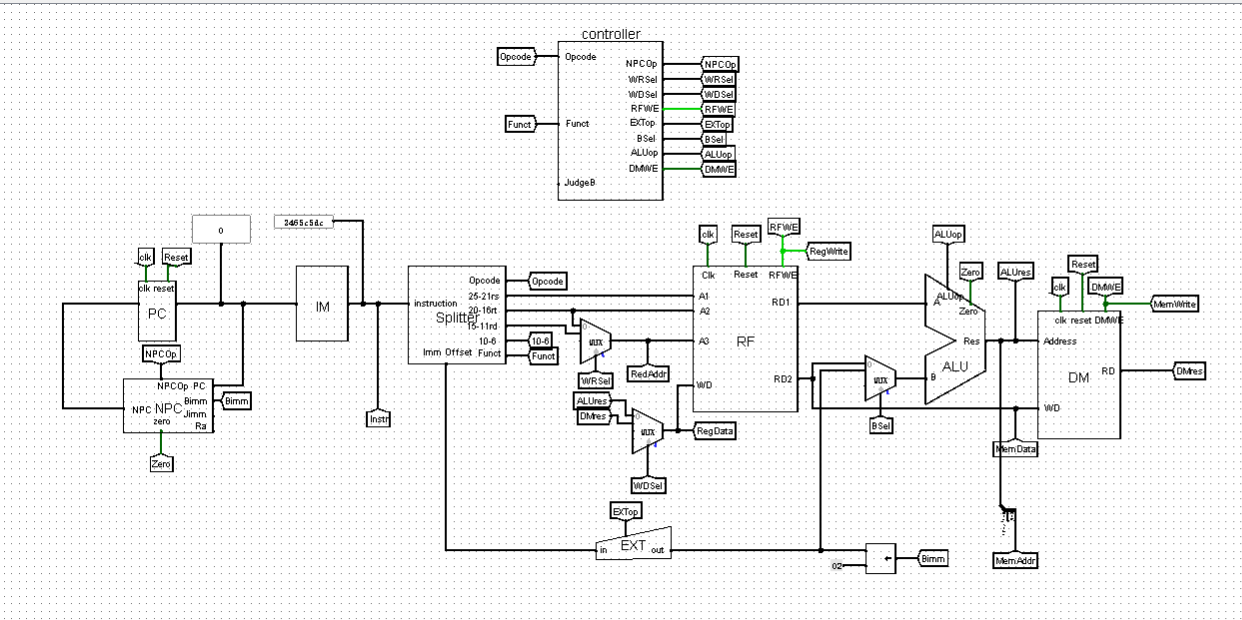 controller
Opcode
Opcode
NPCOp
NPCOp
WRSel
WRSel
WDSel
WDSel
RFWE
RFWE
Funct
Funct
EXTop
EXTop
BSel
BSel
ALUop
ALUop
DMWE
DMWE
JudgeB
0
2465c5dc
clk
Reset
clk reset
PC
IM
NPCOp
NPCOp PC
NPC
NPC
Bimm
Bimm
Jimm
zero
Ra
Zero
Instr
instruction
Splitter
Opcode
Opcode
25-21rs
20-16rt
15-11rd
10-6
10-6
Imm Offset
Funct
Funct
0
MUX
WRSel
RedAddr
ALUres
DMres
0
MUX
RegData
WDSel
clk
Reset
RFWE
RegWrite
Clk
Reset
RFWE
A1
A2
A3
WD
RF
RD1
RD2
0
MUX
BSel
ALUop
Zero
A
ALUop
Zero
Res
ALU
B
ALUres
clk
Reset
DMWE
MemWrite
clk reset DMWE
Address
DM
RD
DMres
WD
MemData
MemAddr
EXTop
in
EXT
out
02
Bimm